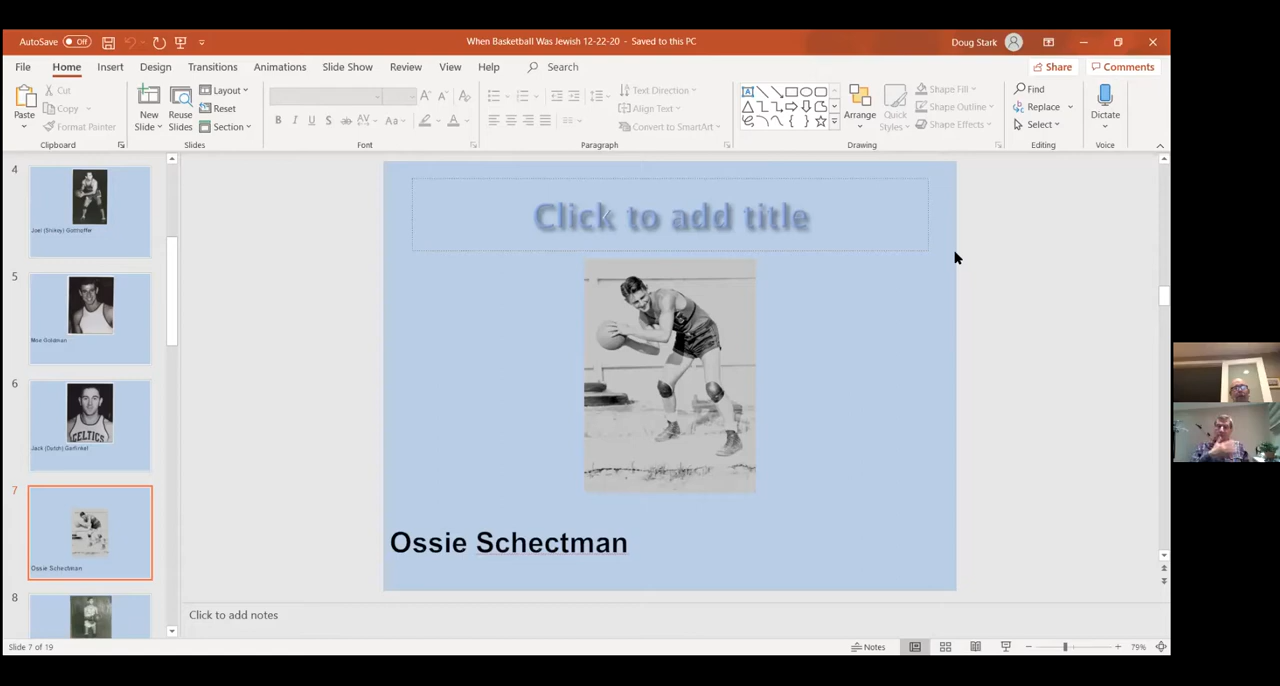 AutoSave Off
When Basketball Was Jewish 12-22-20 - Saved to this PC
Doug Stark
File Home Insert Design Transitions Animations Slide Show Review View Help Search
Share Comments
Paste
Cut
Copy
Format Painter
Clipboard
New Slide
Reuse Slides
Layout
Reset
Section
Slides
B I U S ab AV Aa A
Font
Text Direction
Align Text
Convert to SmartArt
Paragraph
Arrange
Quick Styles
Shape Fill
Shape Outline
Shape Effects
Drawing
Find
Replace
Select
Editing
Dictate
Voice
4
Joel (Shikey) Gotthoffer
5
Moe Goldman
6
CELTICS
Jack (Dutch) Garfinkel
7
Ossie Schectman
8
Click to add title
Ossie Schectman
Click to add notes
Slide 7 of 19
Notes
79%